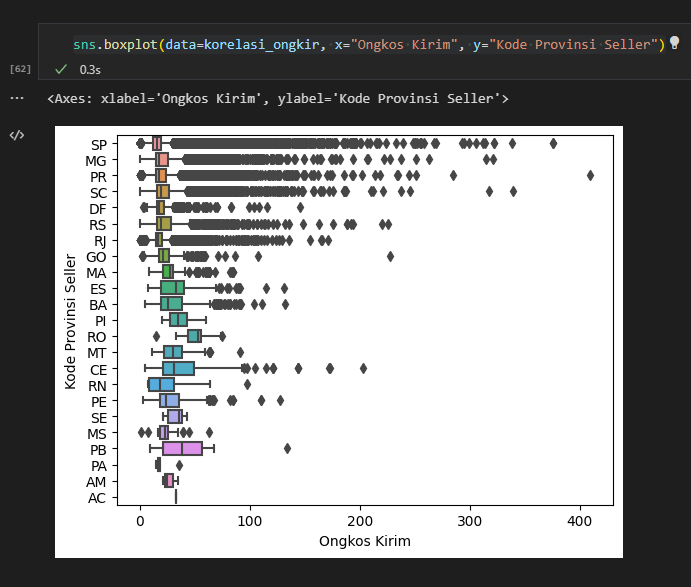 sns.boxplot(data=korelasi_ongkir, x="Ongkos Kirim", y="Kode Provinsi Seller")
[62]
0.3s
<Axes: xlabel='Ongkos Kirim', ylabel='Kode Provinsi Seller'>
Kode Provinsi Seller
SP
MG
PR
SC
DF
RS
RJ
GO
MA
ES
BA
PI
RO
MT
CE
RN
PE
SE
MS
PB
PA
AM
AC
0 100 200 300 400
Ongkos Kirim